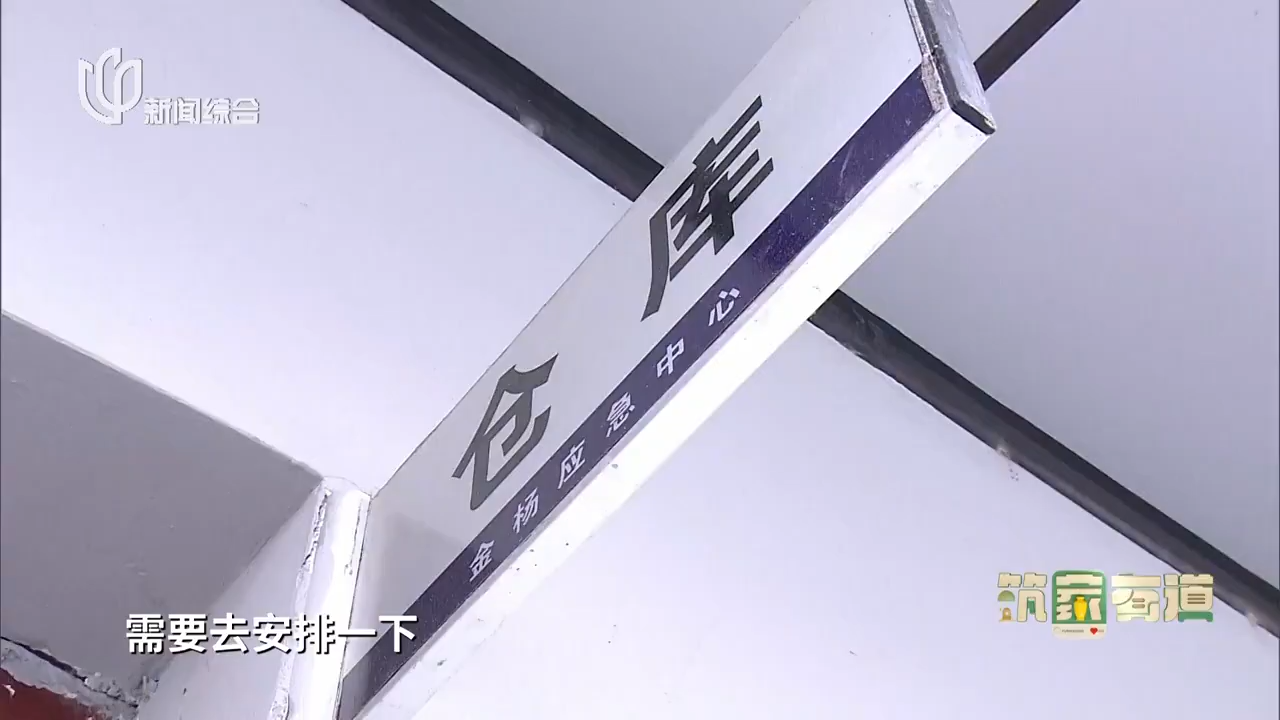 新闻综合
仓库
金杨应急中心
筑家有道
需要去安排一下